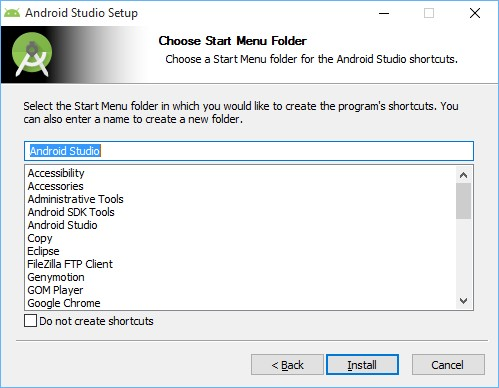 Android Studio Setup
Choose Start Menu Folder
Choose a Start Menu folder for the Android Studio shortcuts.
Select the Start Menu folder in which you would like to create the program's shortcuts. You
can also enter a name to create a new folder.
Android Studio
Accessibility
Accessories
Administrative Tools
Android SDK Tools
Android Studio
Copy
Eclipse
FileZilla FTP Client
Genymotion
GOM Player
Google Chrome
Do not create shortcuts
< Back
Install
Cancel